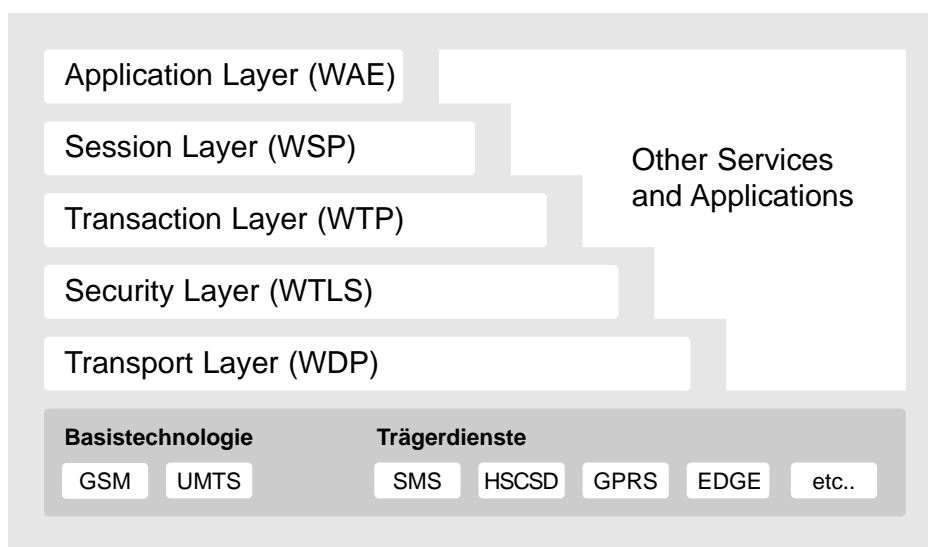 Application Layer (WAE)
Session Layer (WSP)
Transaction Layer (WTP)
Security Layer (WTLS)
Transport Layer (WDP)
Other Services
and Applications
Basistechnologie
GSM UMTS
Trägerdienste
SMS HSCSD GPRS EDGE etc..